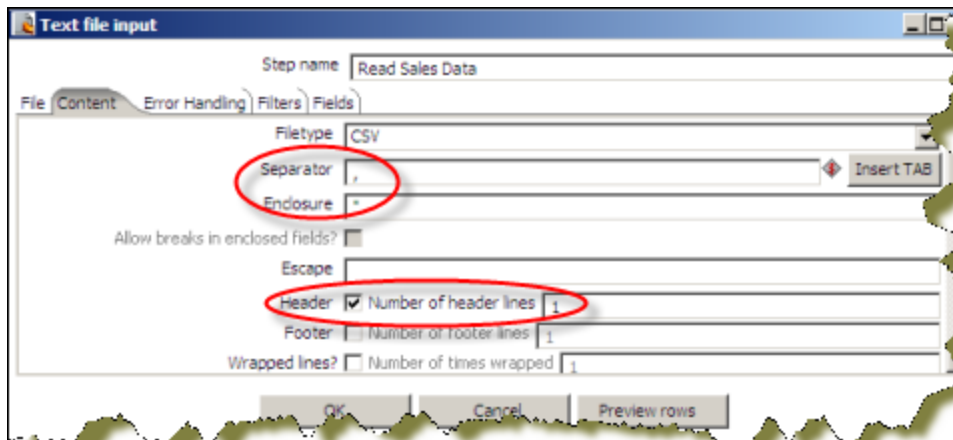 Text file input
Step name Read Sales Data
File Content Error Handling Filters Fields
Filetype CSV
Separator , Insert TAB
Enclosure "
Allow breaks in enclosed fields?
Escape
Header Number of header lines 1
Footer Number of footer lines 1
Wrapped lines? Number of times wrapped 1
OK Cancel Preview rows